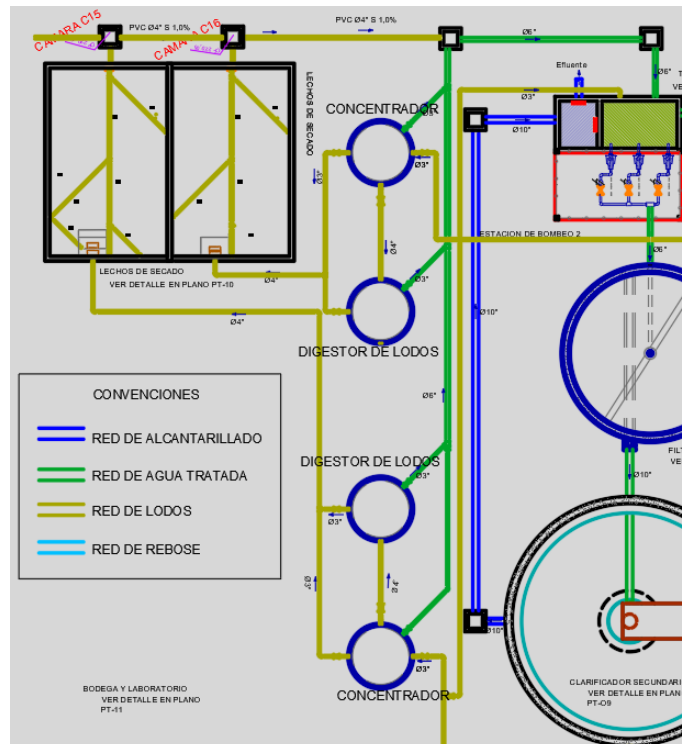 CAMARA C15
PVC Ø4" S 1,0%
CAMARA C16
PVC Ø4" S 1,0%
Ø6"
Efluente
Ø6"
LECHOS DE SECADO
CONCENTRADOR
Ø3"
Ø3"
Ø10"
Ø3"
Ø3"
Ø4"
ESTACION DE BOMBEO 2
LECHOS DE SECADO
VER DETALLE EN PLANO PT-10
Ø4"
Ø3"
Ø6"
Ø4"
Ø10"
DIGESTOR DE LODOS
CONVENCIONES
RED DE ALCANTARILLADO
RED DE AGUA TRATADA
RED DE LODOS
RED DE REBOSE
Ø6"
DIGESTOR DE LODOS
FILT
VE
Ø3"
Ø10"
Ø3"
Ø3"
Ø4"
Ø10"
Ø3"
CONCENTRADOR
BODEGA Y LABORATORIO
VER DETALLE EN PLANO
PT-11
CLARIFICADOR SECUNDARI
VER DETALLE EN PLAN
PT-O9